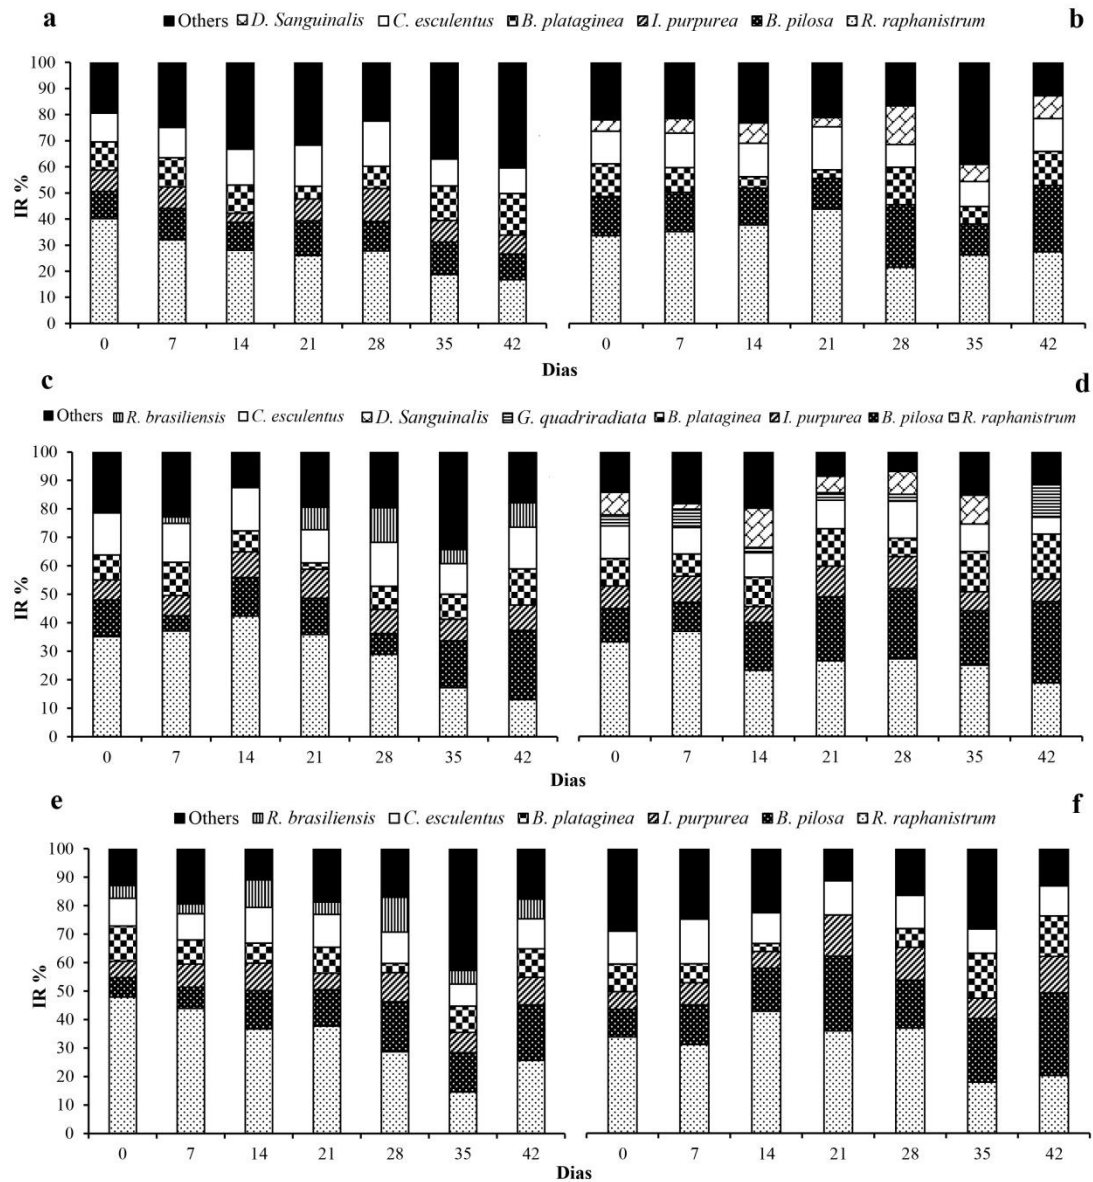 a b
Others D. Sanguinalis C. esculentus B. plataginea I. purpurea B. pilosa R. raphanistrum
100
90
80
70
60
50
40
30
20
10
0
IR %
0 7 14 21 28 35 42 0 7 14 21 28 35 42
Dias
c d
Others R. brasiliensis C. esculentus D. Sanguinalis G. quadriradiata B. plataginea I. purpurea B. pilosa R. raphanistrum
100
90
80
70
60
50
40
30
20
10
0
IR %
0 7 14 21 28 35 42 0 7 14 21 28 35 42
Dias
e f
Others R. brasiliensis C. esculentus B. plataginea I. purpurea B. pilosa R. raphanistrum
100
90
80
70
60
50
40
30
20
10
0
IR %
0 7 14 21 28 35 42 0 7 14 21 28 35 42
Dias